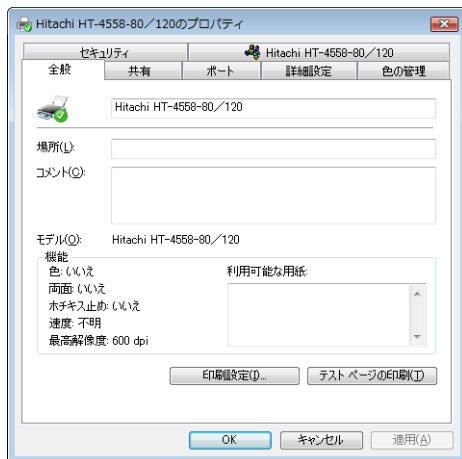 Hitachi HT-4558-80／120のプロパティ
セキュリティ
Hitachi HT-4558-80／120
全般
共有
ポート
詳細設定
色の管理
Hitachi HT-4558-80／120
場所(L):
コメント(C):
モデル(O): Hitachi HT-4558-80／120
機能
色: いいえ
利用可能な用紙:
両面: いいえ
ホチキス止め: いいえ
速度: 不明
最高解像度: 600 dpi
印刷設定(I)...
テスト ページの印刷(T)
OK
キャンセル
適用(A)